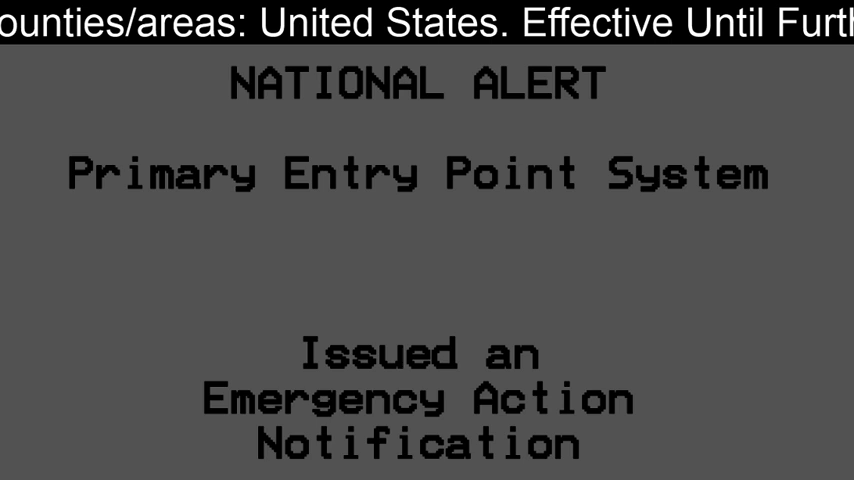 ounties/areas: United States. Effective Until Furth
NATIONAL ALERT
Primary Entry Point System
Issued an
Emergency Action
Notification